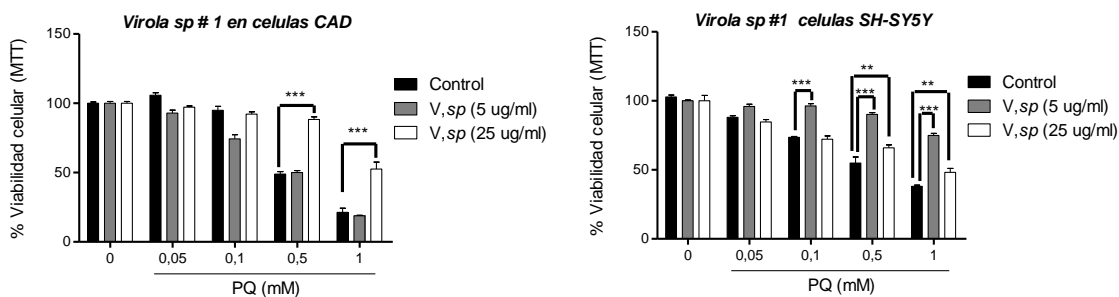 Virola sp # 1 en celulas CAD
% Viabilidad celular (MTT)
150
100
50
0
***
***
0
0,05
0,1
0,5
1
PQ (mM)
Control
V,sp (5 ug/ml)
V,sp (25 ug/ml)
Virola sp #1 celulas SH-SY5Y
% Viabilidad celular (MTT)
150
100
50
0
***
**
***
**
***
0
0,05
0,1
0,5
1
PQ (mM)
Control
V,sp (5 ug/ml)
V,sp (25 ug/ml)